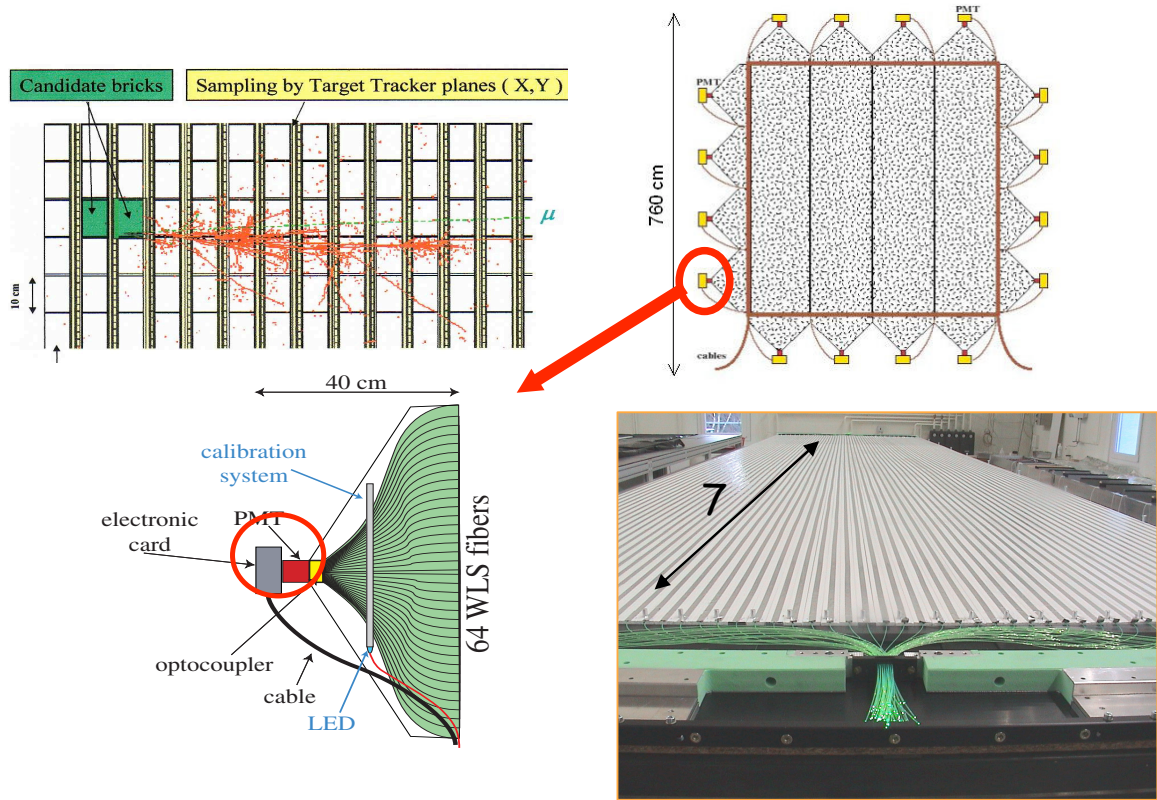 Candidate bricks
Sampling by Target Tracker planes ( X,Y )
μ
10 cm
PMT
PMT
760 cm
cables
40 cm
calibration
system
PMT
electronic
card
64 WLS fibers
optocoupler
cable
LED
7